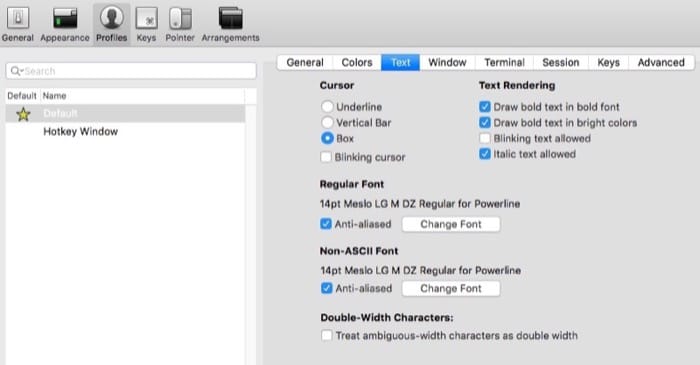 General Appearance Profiles Keys Pointer Arrangements
Search
Default Name
Default
Hotkey Window
General Colors Text Window Terminal Session Keys Advanced
Cursor
Underline
Vertical Bar
Box
Blinking cursor
Text Rendering
Draw bold text in bold font
Draw bold text in bright colors
Blinking text allowed
Italic text allowed
Regular Font
14pt Meslo LG M DZ Regular for Powerline
Anti-aliased Change Font
Non-ASCII Font
14pt Meslo LG M DZ Regular for Powerline
Anti-aliased Change Font
Double-Width Characters:
Treat ambiguous-width characters as double width